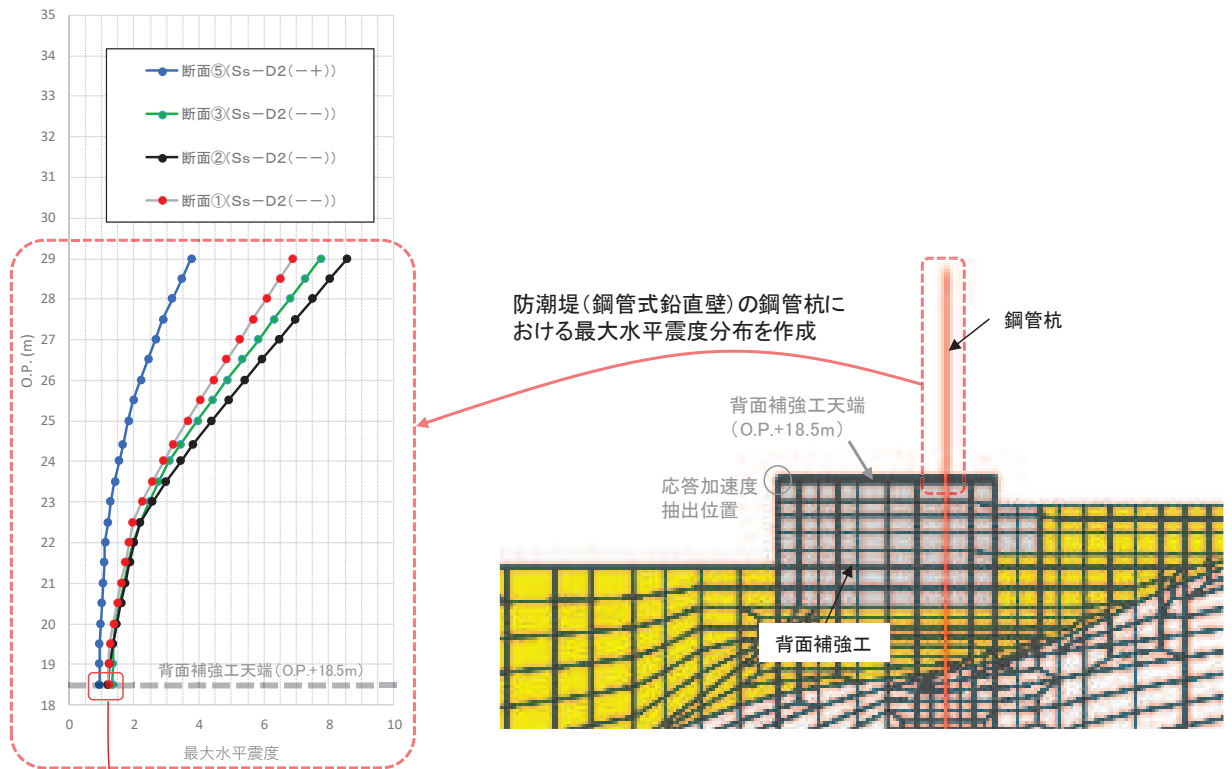 35
34
33
32
31
30
29
28
27
26
25
24
23
22
21
20
19
18
O.P. (m)
断面⑤(Ss－D2(－＋))
断面③(Ss－D2(－－))
断面②(Ss－D2(－－))
断面①(Ss－D2(－－))
背面補強工天端(O.P.+18.5m)
0 2 4 6 8 10
最大水平震度
防潮堤(鋼管式鉛直壁)の鋼管杭に
おける最大水平震度分布を作成
鋼管杭
背面補強工天端
(O.P.+18.5m)
応答加速度
抽出位置
背面補強工